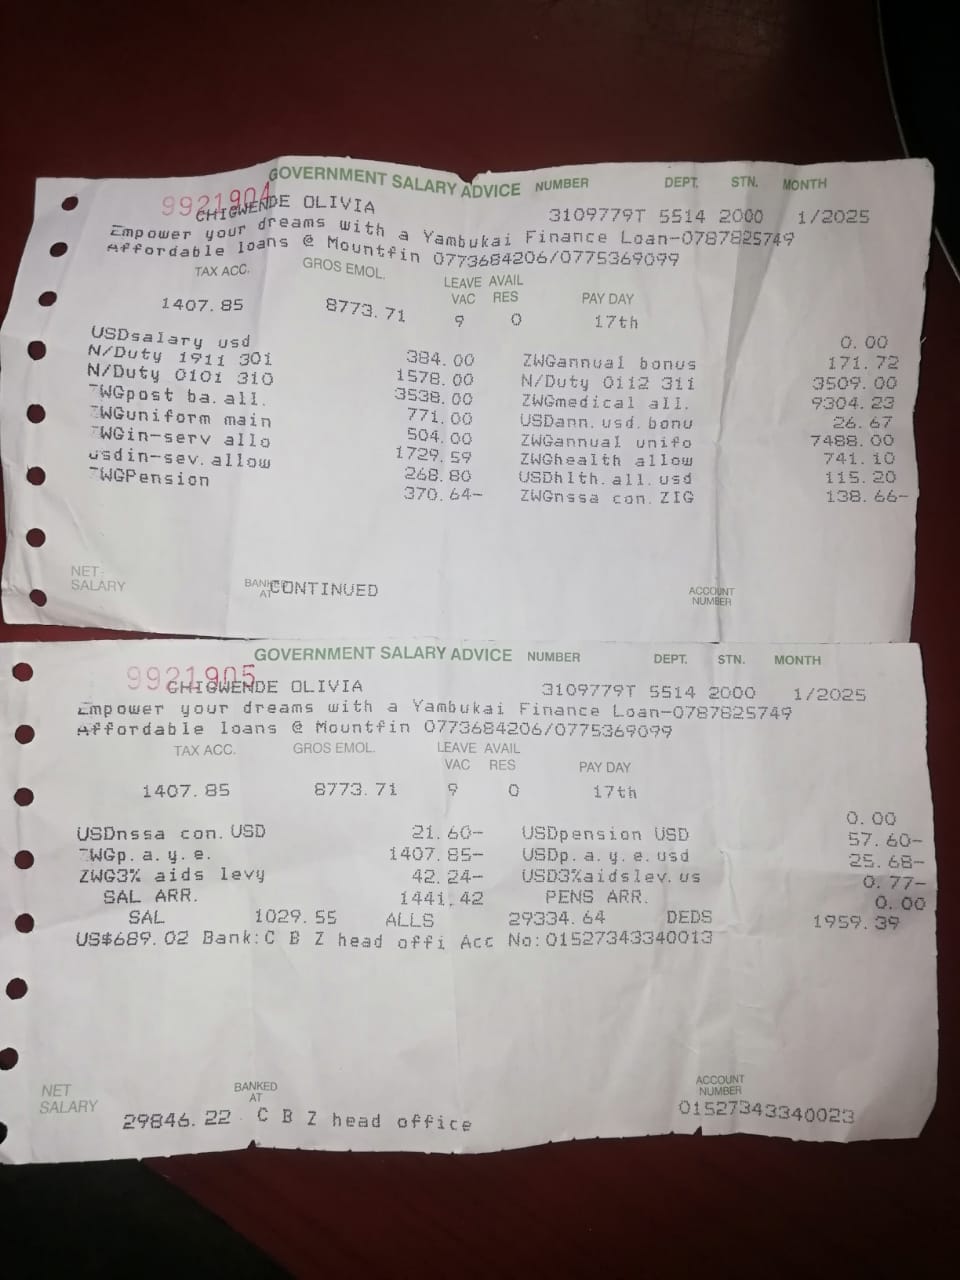 GOVERNMENT SALARY ADVICE NUMBER DEPT. STN. MONTH
9921904
CHIGWENDE OLIVIA 3109779T 5514 2000 1/2025
Empower your dreams with a Yambukai Finance Loan-0787825749
Affordable loans @ Mountfin 0773684206/0775369099
TAX ACC. GROS EMOL. LEAVE AVAIL
VAC RES PAY DAY
1407.85 8773.71 9 0 17th
0.00
USDsalary usd 384.00 ZWGannual bonus 171.72
N/Duty 1911 301 1578.00 N/Duty 0112 311 3509.00
N/Duty 0101 310 3538.00 ZWGmedical all. 9304.23
ZWGpost ba. all. 771.00 USDann. usd. bonu 26.67
ZWGuniform main 504.00 ZWGannual unifo 7488.00
ZWGin-serv allo 1729.59 ZWGhealth allow 741.10
usdin-sev. allow 268.80 USDhlth. all. usd 115.20
ZWGPension 370.64- ZWGnssa con. ZIG 138.66-
NET
SALARY
BANKED
AT
CONTINUED
ACCOUNT
NUMBER
GOVERNMENT SALARY ADVICE NUMBER DEPT. STN. MONTH
9921905
CHIGWENDE OLIVIA 3109779T 5514 2000 1/2025
Empower your dreams with a Yambukai Finance Loan-0787825749
Affordable loans @ Mountfin 0773684206/0775369099
TAX ACC. GROS EMOL. LEAVE AVAIL
VAC RES PAY DAY
1407.85 8773.71 9 0 17th
0.00
USDnssa con. USD 21.60- USDpension USD 57.60-
ZWGp. a. y. e. 1407.85- USDp. a. y. e. usd 25.68-
ZWG3% aids levy 42.24- USD3%aidslev. us 0.77-
SAL ARR. 1441.42 PENS ARR. 0.00
SAL 1029.55 ALLS 29334.64 DEDS 1959.39
US$689.02 Bank:C B Z head offi Acc No:01527343340013
NET
SALARY
BANKED
AT
ACCOUNT
NUMBER
29846.22 C B Z head office 01527343340023